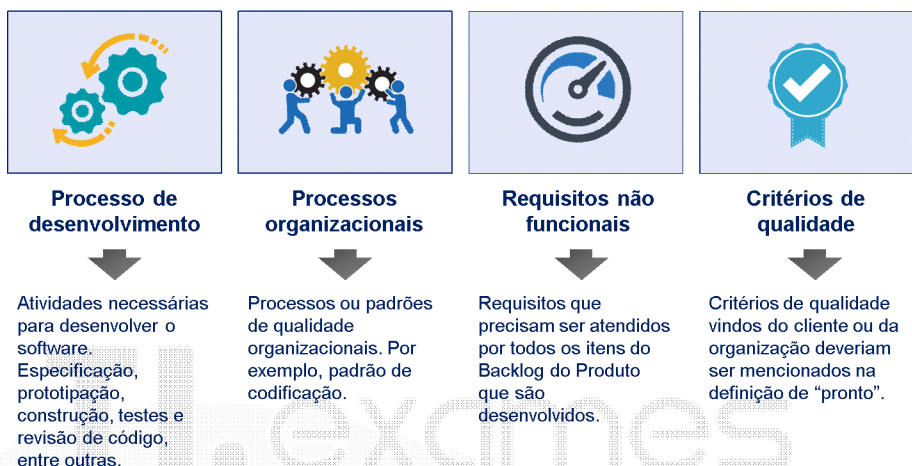 Processo de
desenvolvimento
Atividades necessárias
para desenvolver o
software.
Especificação,
prototipação,
construção, testes e
revisão de código,
entre outras.
Processos
organizacionais
Processos ou padrões
de qualidade
organizacionais. Por
exemplo, padrão de
codificação.
Requisitos não
funcionais
Requisitos que
precisam ser atendidos
por todos os itens do
Backlog do Produto
que são
desenvolvidos.
Critérios de
qualidade
Critérios de qualidade
vindos do cliente ou da
organização deveriam
ser mencionados na
definição de “pronto”.
TI.exames